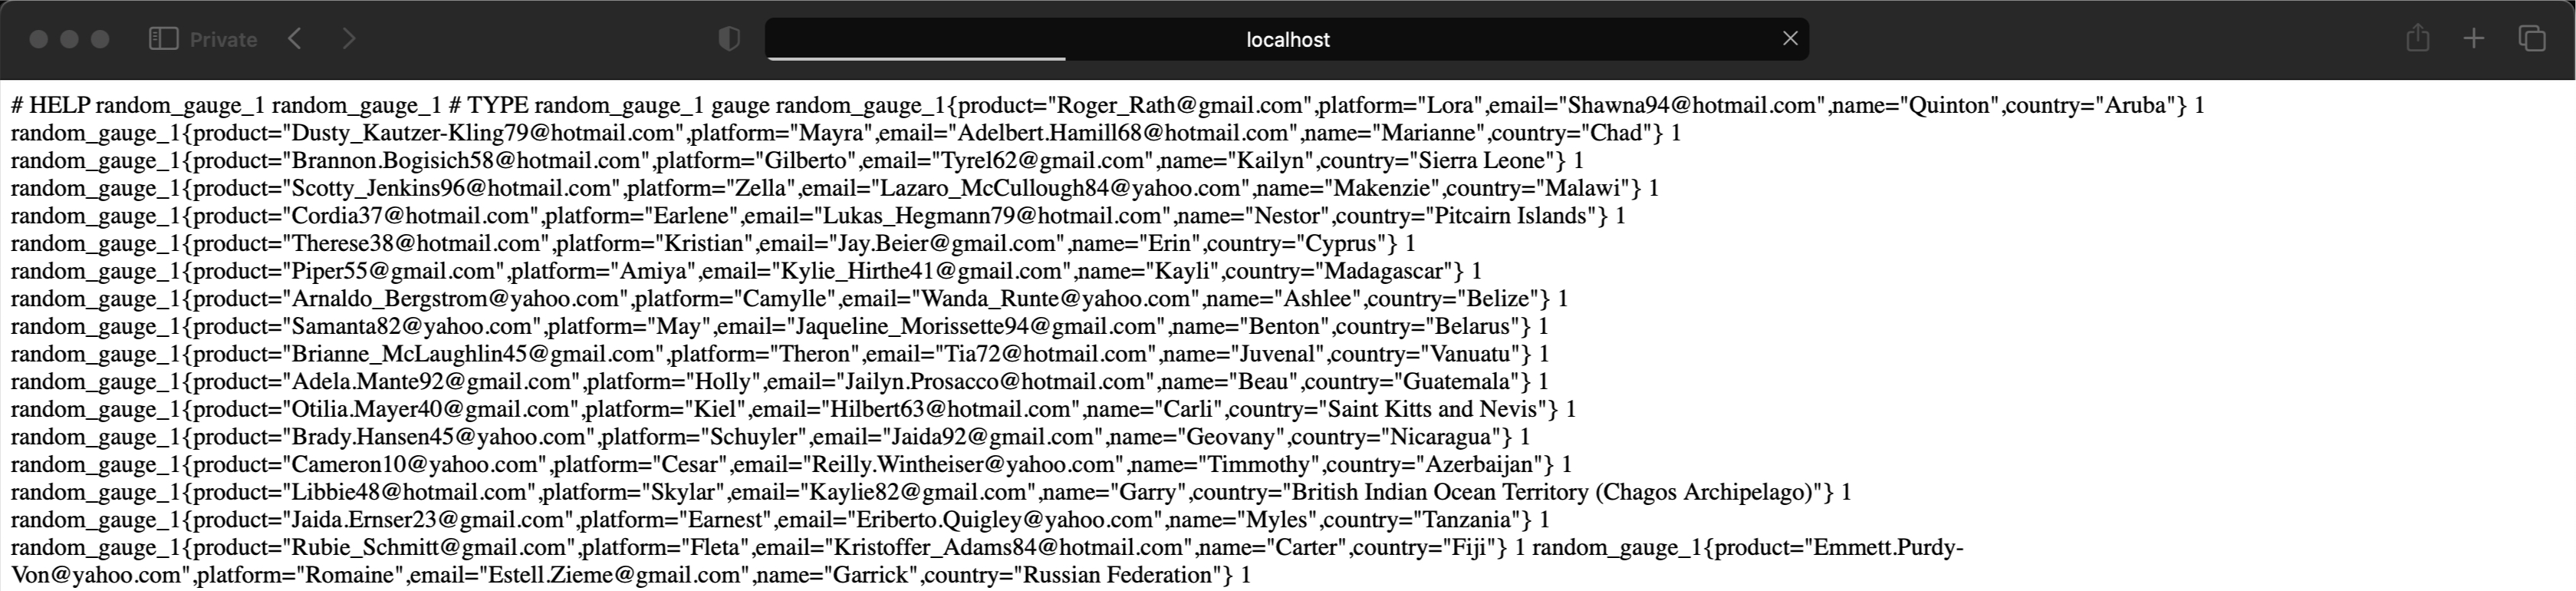 Private
localhost
# HELP random_gauge_1 random_gauge_1 # TYPE random_gauge_1 gauge random_gauge_1{product="Roger_Rath@gmail.com",platform="Lora",email="Shawna94@hotmail.com",name="Quinton",country="Aruba"} 1
random_gauge_1{product="Dusty_Kautzer-Kling79@hotmail.com",platform="Mayra",email="Adelbert.Hamill68@hotmail.com",name="Marianne",country="Chad"} 1
random_gauge_1{product="Brannon.Bogisich58@hotmail.com",platform="Gilberto",email="Tyrel62@gmail.com",name="Kailyn",country="Sierra Leone"} 1
random_gauge_1{product="Scotty_Jenkins96@hotmail.com",platform="Zella",email="Lazaro_McCullough84@yahoo.com",name="Makenzie",country="Malawi"} 1
random_gauge_1{product="Cordia37@hotmail.com",platform="Earlene",email="Lukas_Hegmann79@hotmail.com",name="Nestor",country="Pitcairn Islands"} 1
random_gauge_1{product="Therese38@hotmail.com",platform="Kristian",email="Jay.Beier@gmail.com",name="Erin",country="Cyprus"} 1
random_gauge_1{product="Piper55@gmail.com",platform="Amiya",email="Kylie_Hirthe41@gmail.com",name="Kayli",country="Madagascar"} 1
random_gauge_1{product="Arnaldo_Bergstrom@yahoo.com",platform="Camylle",email="Wanda_Runte@yahoo.com",name="Ashlee",country="Belize"} 1
random_gauge_1{product="Samanta82@yahoo.com",platform="May",email="Jaqueline_Morissette94@gmail.com",name="Benton",country="Belarus"} 1
random_gauge_1{product="Brianne_McLaughlin45@gmail.com",platform="Theron",email="Tia72@hotmail.com",name="Juvenal",country="Vanuatu"} 1
random_gauge_1{product="Adela.Mante92@gmail.com",platform="Holly",email="Jailyn.Prosacco@hotmail.com",name="Beau",country="Guatemala"} 1
random_gauge_1{product="Otilia.Mayer40@gmail.com",platform="Kiel",email="Hilbert63@hotmail.com",name="Carli",country="Saint Kitts and Nevis"} 1
random_gauge_1{product="Brady.Hansen45@yahoo.com",platform="Schuyler",email="Jaida92@gmail.com",name="Geovany",country="Nicaragua"} 1
random_gauge_1{product="Cameron10@yahoo.com",platform="Cesar",email="Reilly.Wintheiser@yahoo.com",name="Timmothy",country="Azerbaijan"} 1
random_gauge_1{product="Libbie48@hotmail.com",platform="Skylar",email="Kaylie82@gmail.com",name="Garry",country="British Indian Ocean Territory (Chagos Archipelago)"} 1
random_gauge_1{product="Jaida.Ernser23@gmail.com",platform="Earnest",email="Eriberto.Quigley@yahoo.com",name="Myles",country="Tanzania"} 1
random_gauge_1{product="Rubie_Schmitt@gmail.com",platform="Fleta",email="Kristoffer_Adams84@hotmail.com",name="Carter",country="Fiji"} 1 random_gauge_1{product="Emmett.Purdy-
Von@yahoo.com",platform="Romaine",email="Estell.Zieme@gmail.com",name="Garrick",country="Russian Federation"} 1